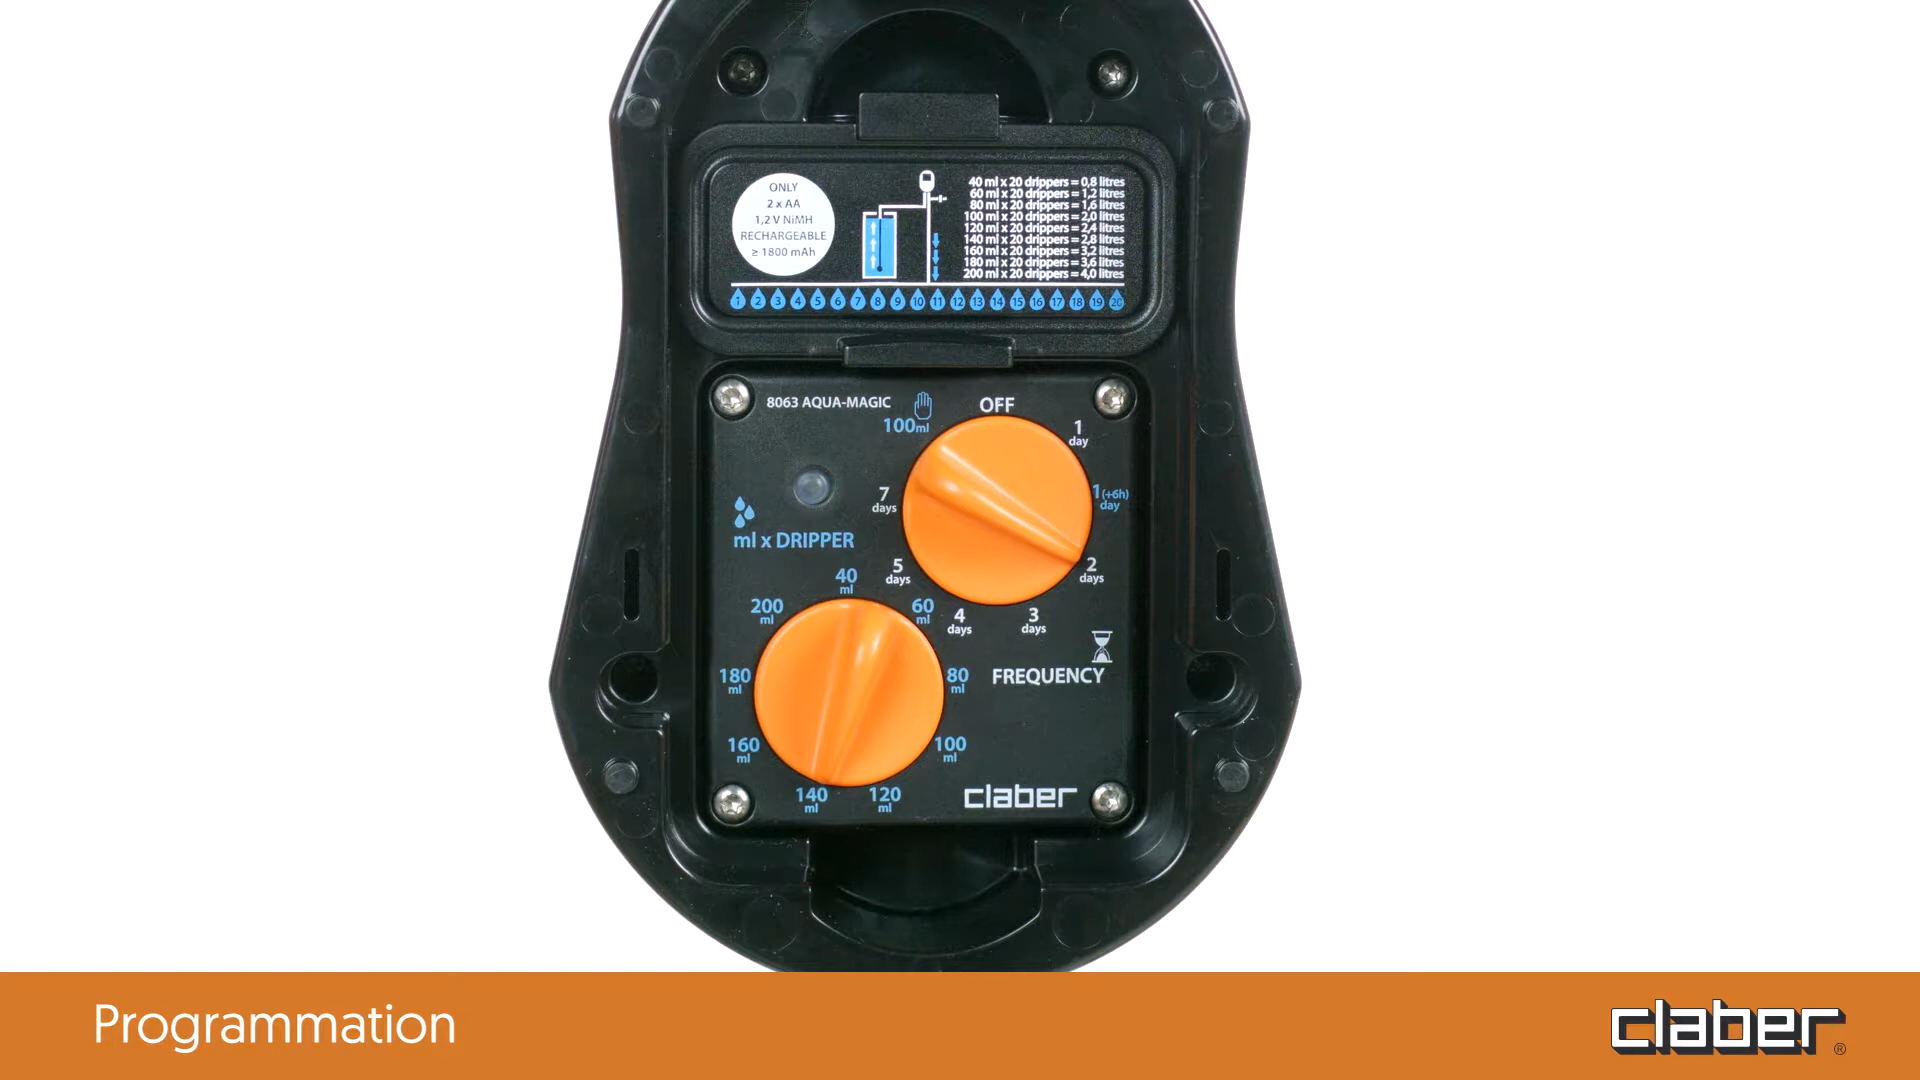 ONLY
2 x AA
1,2 V NiMH
RECHARGEABLE
≥ 1800 mAh
40 ml x 20 drippers = 0,8 litres
60 ml x 20 drippers = 1,2 litres
80 ml x 20 drippers = 1,6 litres
100 ml x 20 drippers = 2,0 litres
120 ml x 20 drippers = 2,4 litres
140 ml x 20 drippers = 2,8 litres
160 ml x 20 drippers = 3,2 litres
180 ml x 20 drippers = 3,6 litres
200 ml x 20 drippers = 4,0 litres
1 2 3 4 5 6 7 8 9 10 11 12 13 14 15 16 17 18 19 20
8063 AQUA-MAGIC
100ml
OFF
1
day
1(+6h)
day
2
days
3
days
4
days
5
days
7
days
FREQUENCY
ml x DRIPPER
40
ml
60
ml
80
ml
100
ml
120
ml
140
ml
160
ml
180
ml
200
ml
claber
Programmation
claber®